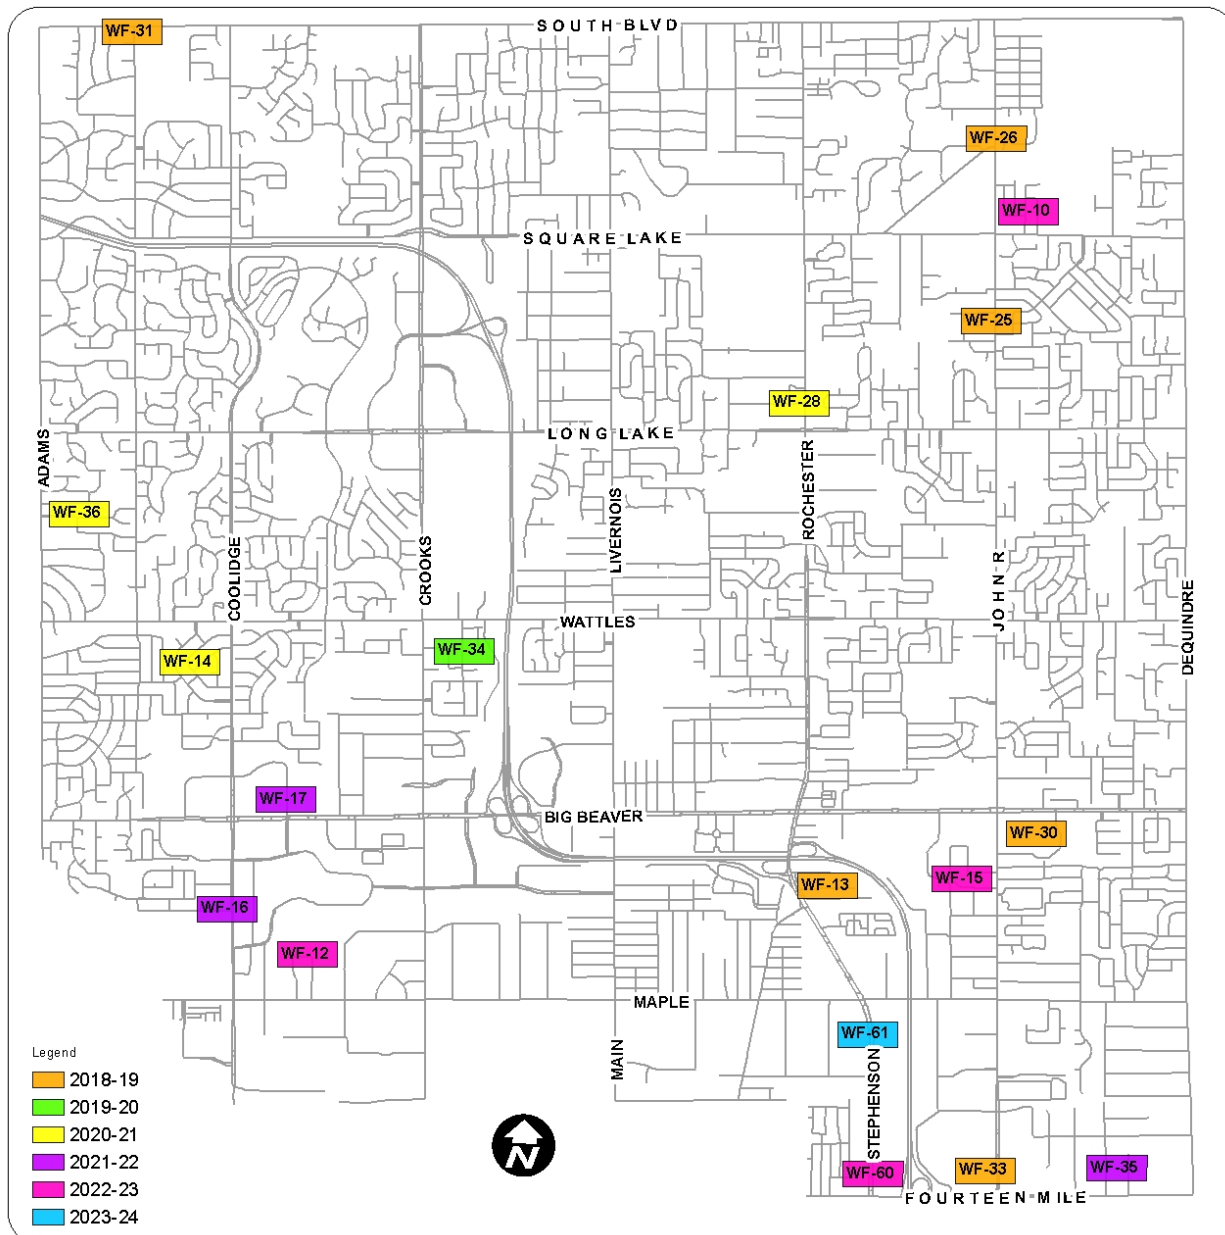 SOUTH BLVD
WF-31
WF-26
WF-10
SQUARE LAKE
WF-25
WF-28
LONG LAKE
ADAMS
ROCHESTER
WF-36
LIVERNOIS
COOLIDGE
CROOKS
JOHN R
DEQUINDRE
WATTLES
WF-34
WF-14
WF-17
BIG BEAVER
WF-30
WF-15
WF-13
WF-16
WF-12
MAPLE
WF-61
MAIN
STEPHENSON
WF-60
WF-33
WF-35
FOURTEEN MILE
Legend
2018-19
2019-20
2020-21
2021-22
2022-23
2023-24
N